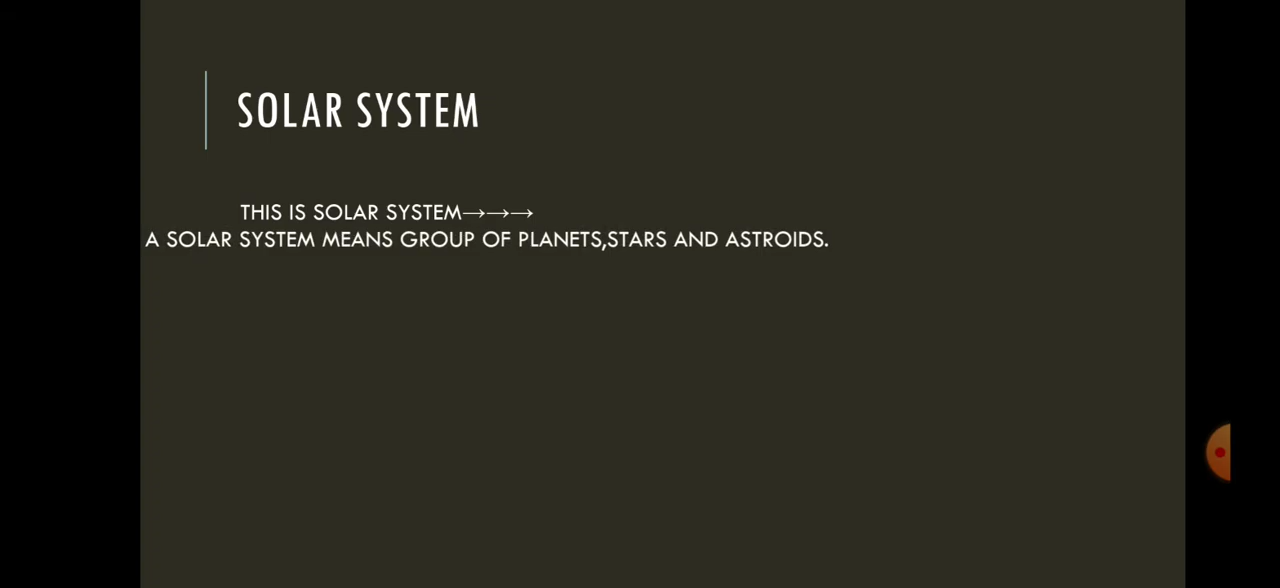 SOLAR SYSTEM
THIS IS SOLAR SYSTEM→→→
A SOLAR SYSTEM MEANS GROUP OF PLANETS,STARS AND ASTROIDS.